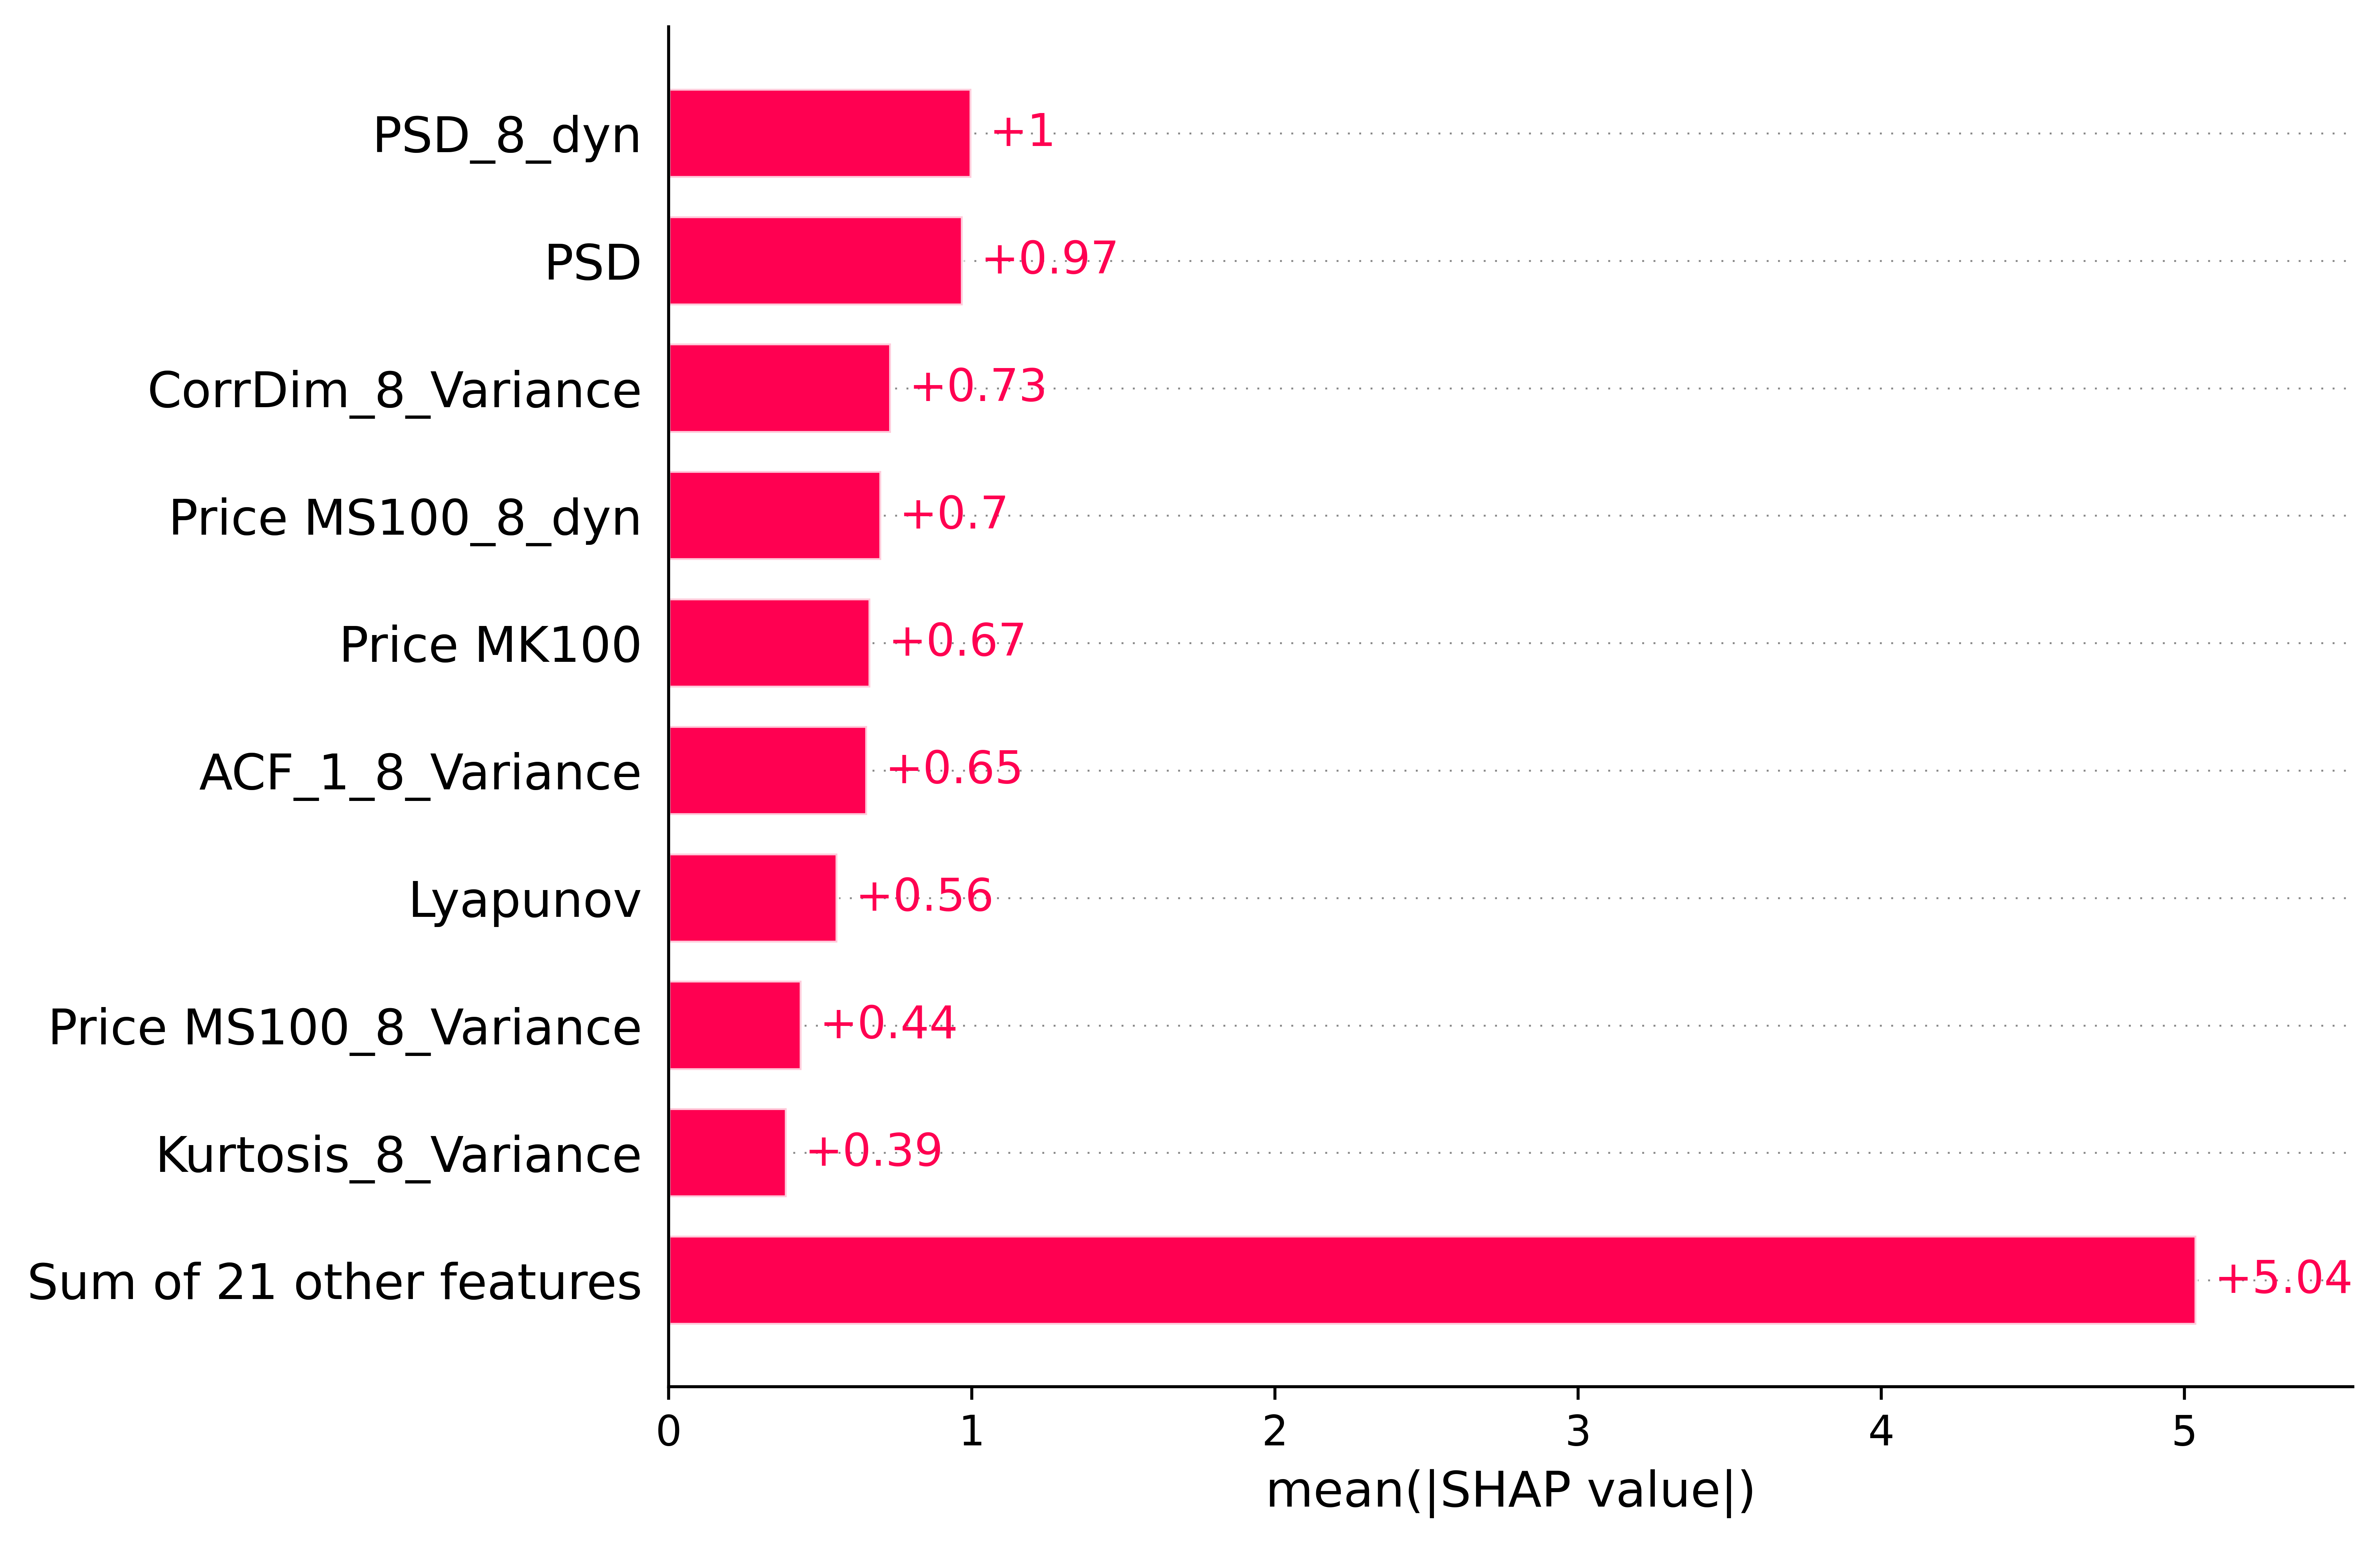 PSD_8_dyn +1
PSD +0.97
CorrDim_8_Variance +0.73
Price MS100_8_dyn +0.7
Price MK100 +0.67
ACF_1_8_Variance +0.65
Lyapunov +0.56
Price MS100_8_Variance +0.44
Kurtosis_8_Variance +0.39
Sum of 21 other features +5.04
0 1 2 3 4 5
mean(|SHAP value|)